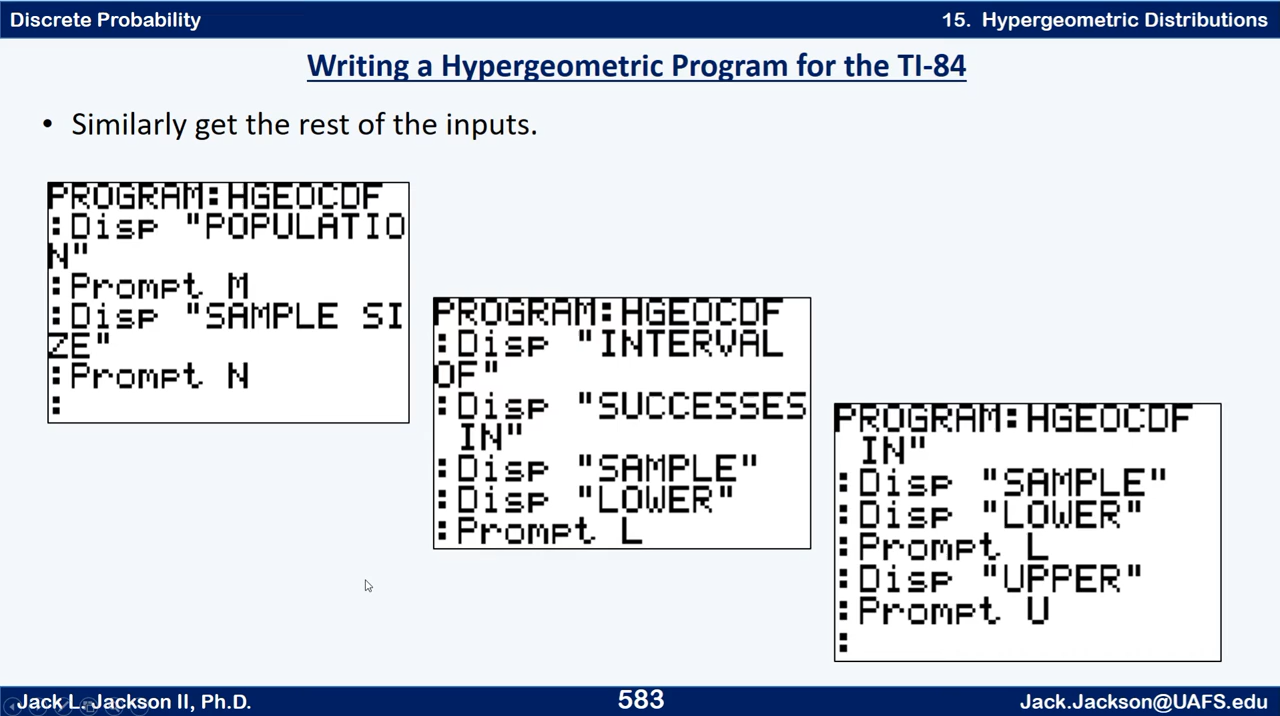 Discrete Probability
15. Hypergeometric Distributions
Writing a Hypergeometric Program for the TI-84
• Similarly get the rest of the inputs.
PROGRAM:HGEOCDF
:Disp "POPULATIO
N"
:Prompt M
:Disp "SAMPLE SI
ZE"
:Prompt N
:
PROGRAM:HGEOCDF
:Disp "INTERVAL
OF"
:Disp "SUCCESSES
IN"
:Disp "SAMPLE"
:Disp "LOWER"
:Prompt L
PROGRAM:HGEOCDF
IN"
:Disp "SAMPLE"
:Disp "LOWER"
:Prompt L
:Disp "UPPER"
:Prompt U
:
Jack L. Jackson II, Ph.D.
583
Jack.Jackson@UAFS.edu